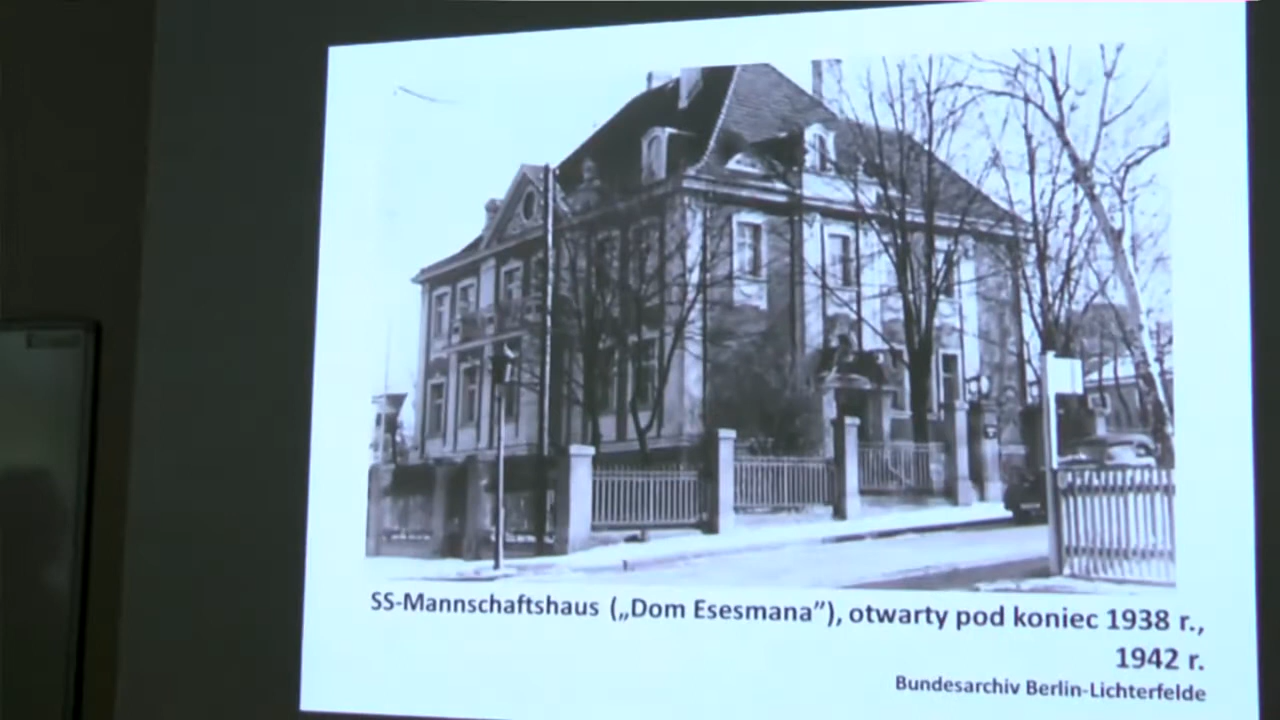 SS-Mannschaftshaus („Dom Esesmana”), otwarty pod koniec 1938 r.,
1942 r.
Bundesarchiv Berlin-Lichterfelde